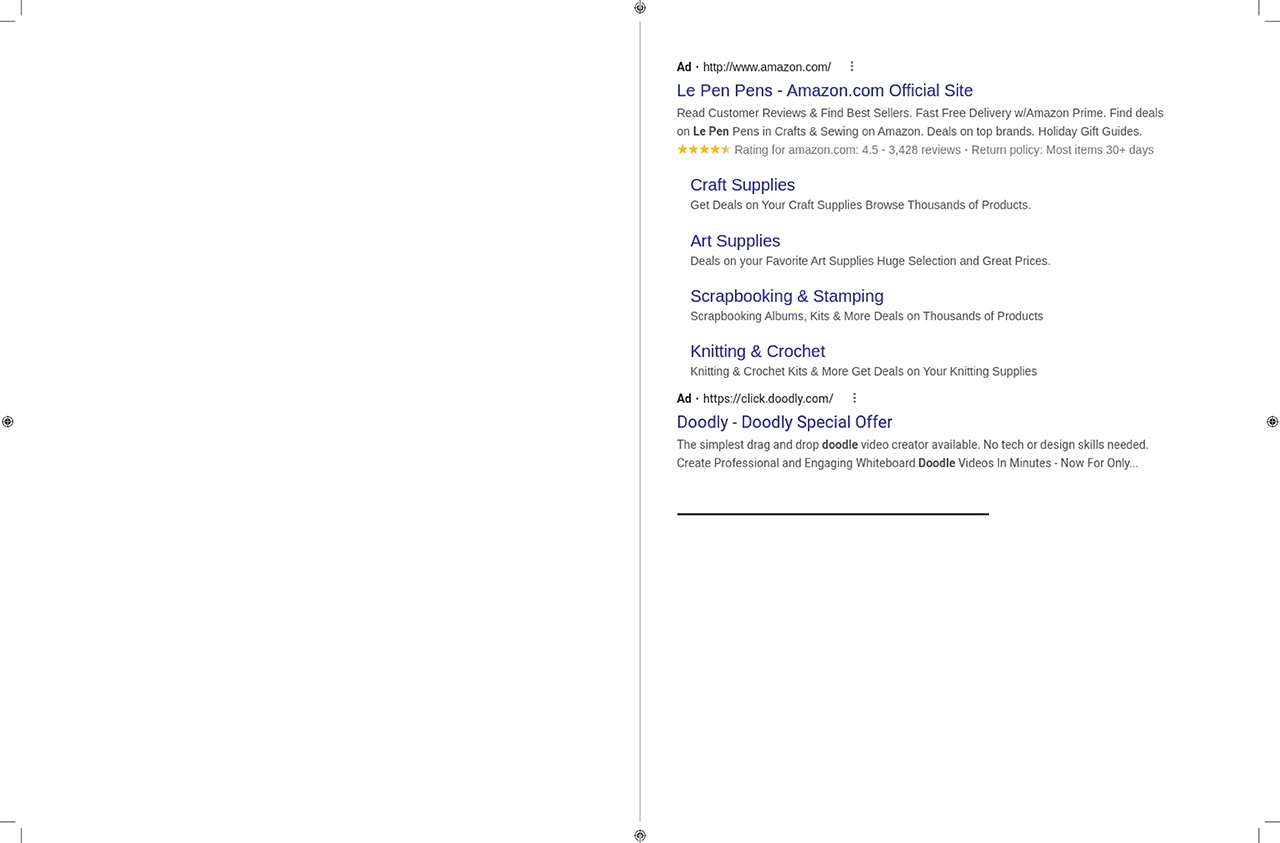 Ad · http://www.amazon.com/
Le Pen Pens - Amazon.com Official Site
Read Customer Reviews & Find Best Sellers. Fast Free Delivery w/Amazon Prime. Find deals
on Le Pen Pens in Crafts & Sewing on Amazon. Deals on top brands. Holiday Gift Guides.
Rating for amazon.com: 4.5 - 3,428 reviews - Return policy: Most items 30+ days
Craft Supplies
Get Deals on Your Craft Supplies Browse Thousands of Products.
Art Supplies
Deals on your Favorite Art Supplies Huge Selection and Great Prices.
Scrapbooking & Stamping
Scrapbooking Albums, Kits & More Deals on Thousands of Products
Knitting & Crochet
Knitting & Crochet Kits & More Get Deals on Your Knitting Supplies
Ad · https://click.doodly.com/
Doodly - Doodly Special Offer
The simplest drag and drop doodle video creator available. No tech or design skills needed.
Create Professional and Engaging Whiteboard Doodle Videos In Minutes - Now For Only...